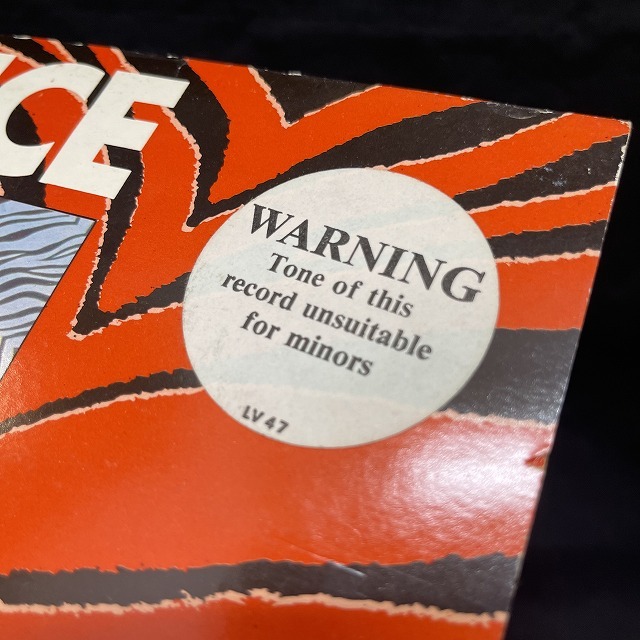 CE
WARNING
Tone of this
record unsuitable
for minors
LV 47